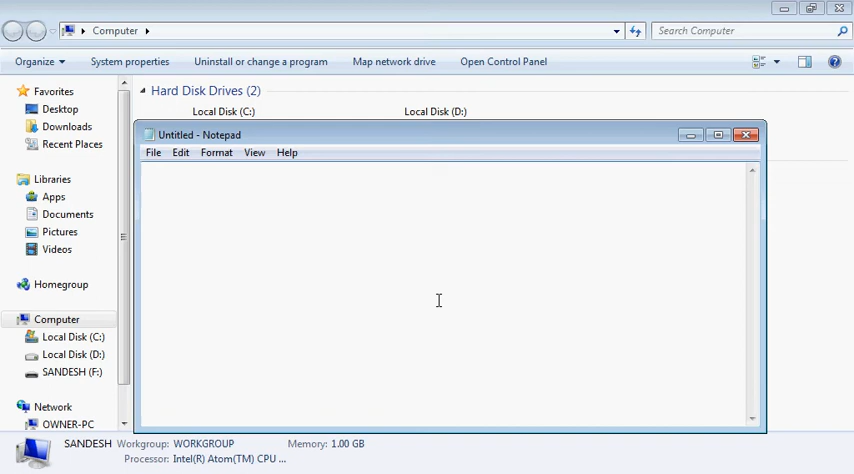 Computer
Search Computer
Organize
System properties
Uninstall or change a program
Map network drive
Open Control Panel
Favorites
Desktop
Downloads
Recent Places
Libraries
Apps
Documents
Pictures
Videos
Homegroup
Computer
Local Disk (C:)
Local Disk (D:)
SANDESH (F:)
Network
OWNER-PC
Hard Disk Drives (2)
Local Disk (C:)
Local Disk (D:)
Untitled - Notepad
File
Edit
Format
View
Help
SANDESH
Workgroup: WORKGROUP
Memory: 1.00 GB
Processor: Intel(R) Atom(TM) CPU ...